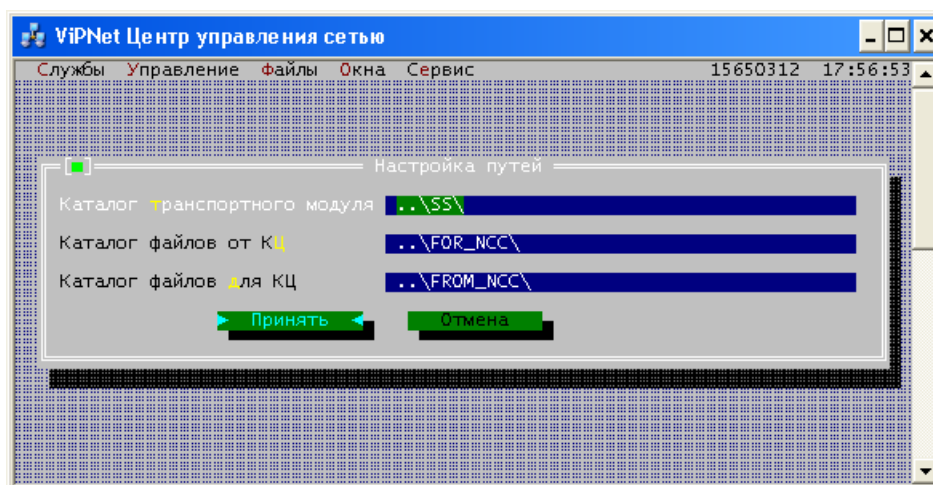 ViPNet Центр управления сетью
Службы Управление Файлы Окна Сервис 15650312 17:56:53
Настройка путей
Каталог транспортного модуля ..\SS\
Каталог файлов от КЦ ..\FOR_NCC\
Каталог файлов для КЦ ..\FROM_NCC\
Принять Отмена